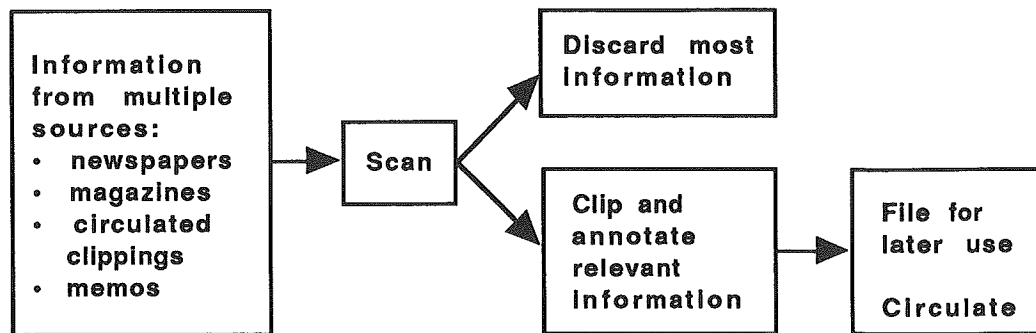 Information
from multiple
sources:
• newspapers
• magazines
• circulated
clippings
• memos
Scan
Discard most
information
Clip and
annotate
relevant
information
File for
later use
Circulate